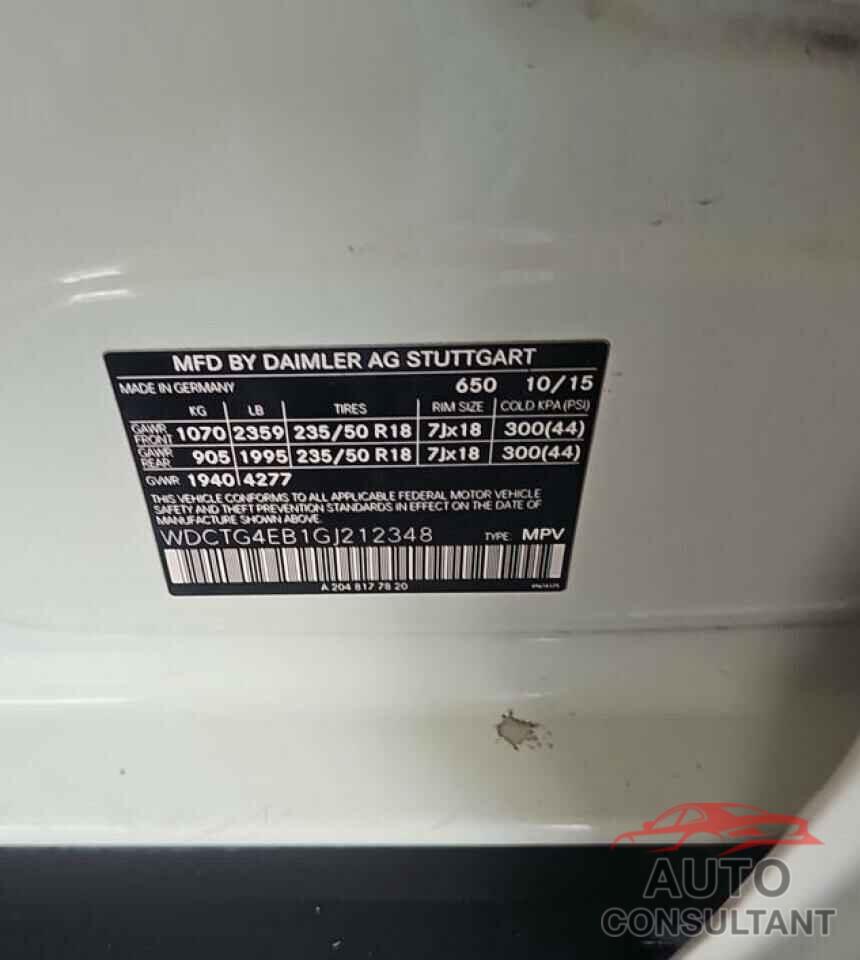 MFD BY DAIMLER AG STUTTGART
MADE IN GERMANY 650 10/15
KG LB TIRES RIM SIZE COLD KPA (PSI)
GAWR FRONT 1070 2359 235/50 R18 7Jx18 300(44)
GAWR REAR 905 1995 235/50 R18 7Jx18 300(44)
GVWR 1940 4277
THIS VEHICLE CONFORMS TO ALL APPLICABLE FEDERAL MOTOR VEHICLE
SAFETY AND THEFT PREVENTION STANDARDS IN EFFECT ON THE DATE OF
MANUFACTURE SHOWN ABOVE.
WDCTG4EB1GJ212348 TYPE: MPV
A 204 817 78 20
AUTO
CONSULTANT